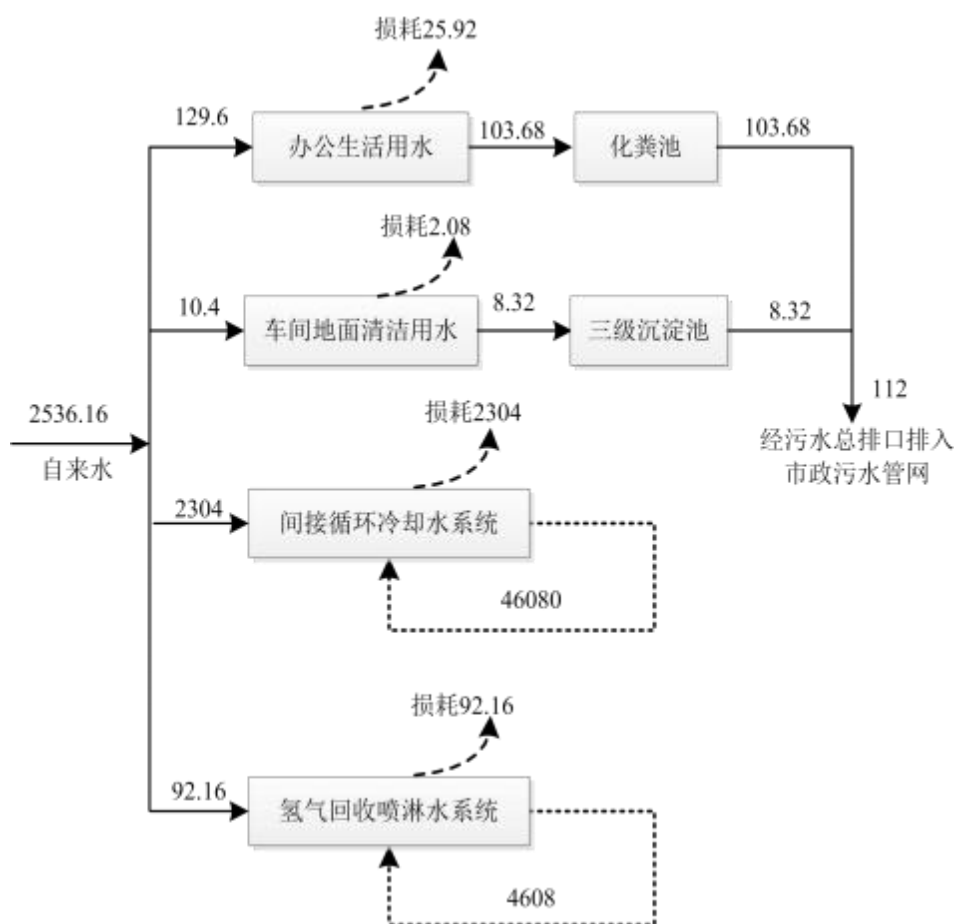 损耗25.92
129.6
办公生活用水
103.68
化粪池
103.68
损耗2.08
10.4
车间地面清洁用水
8.32
三级沉淀池
8.32
2536.16
自来水
112
经污水总排口排入
市政污水管网
损耗2304
2304
间接循环冷却水系统
46080
损耗92.16
92.16
氢气回收喷淋水系统
4608